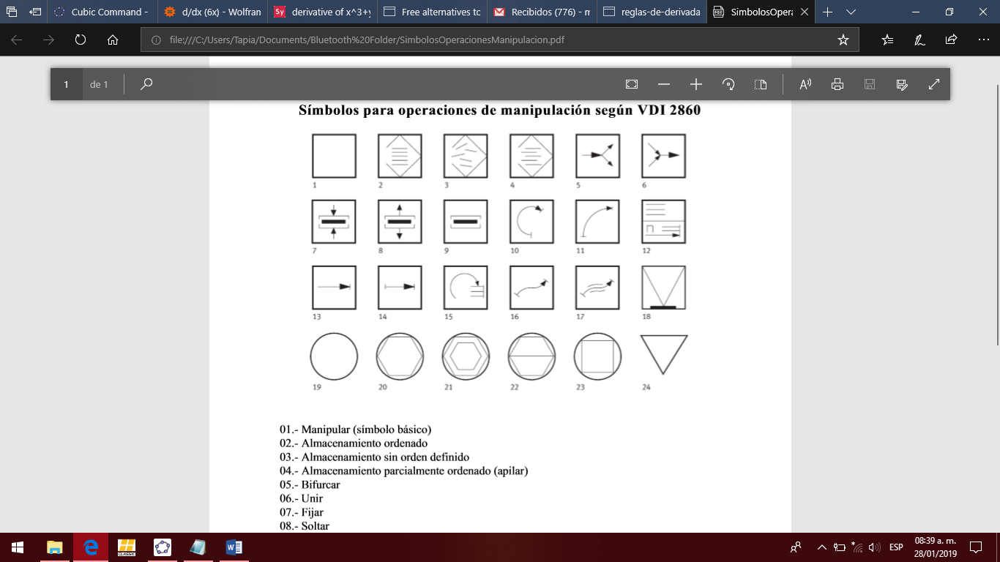 Cubic Command -
d/dx (6x) - Wolfran
Sy
derivative of x^3+y
Free alternatives to
Recibidos (776) - m
reglas-de-derivada
PDF
SimbolosOpera
file:///C:/Users/Tapia/Documents/Bluetooth%20Folder/SimbolosOperacionesManipulacion.pdf
1 de 1
Símbolos para operaciones de manipulación según VDI 2860
1 2 3 4 5 6
7 8 9 10 11 12
13 14 15 16 17 18
19 20 21 22 23 24
01.- Manipular (símbolo básico)
02.- Almacenamiento ordenado
03.- Almacenamiento sin orden definido
04.- Almacenamiento parcialmente ordenado (apilar)
05.- Bifurcar
06.- Unir
07.- Fijar
08.- Soltar
CLASSIC
ESP
08:39 a. m.
28/01/2019